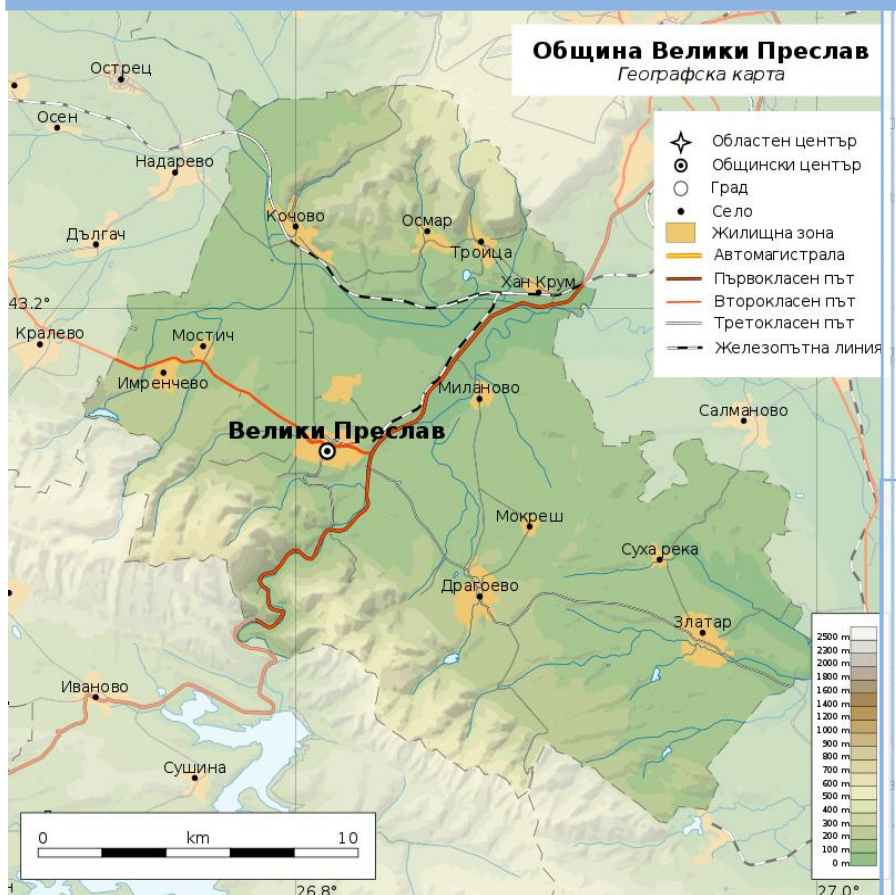 Община Велики Преслав
Географска карта
Областен център
Общински център
Град
Село
Жилищна зона
Автомагистрала
Първокласен път
Второкласен път
Третокласен път
Железопътна линия
Острец
Осен
Надарево
Дългач
Кочово
Осмар
Троица
Хан Крум
43.2°
Кралево
Мостич
Имренчево
Миланово
Салманово
Велики Преслав
Мокреш
Суха река
Драгоево
Златар
Иваново
Сушина
2500 m
2300 m
2000 m
1800 m
1600 m
1400 m
1200 m
1000 m
900 m
800 m
700 m
600 m
500 m
400 m
300 m
200 m
100 m
0 m
0 km 10
26.8°
27.0°